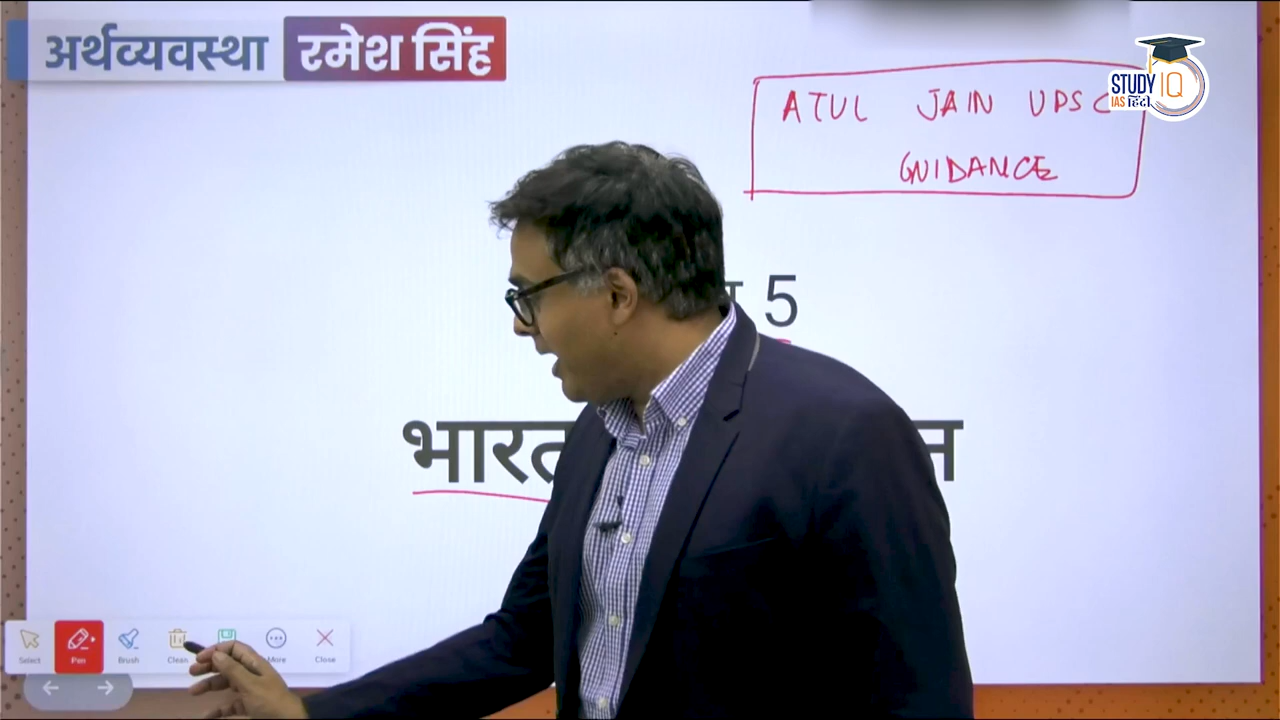 अर्थव्यवस्था रमेश सिंह
STUDY IQ
IAS हिंदी
ATUL JAIN UPSC
GUIDANCE
5
भारत
Select Pen Brush Clean More Close